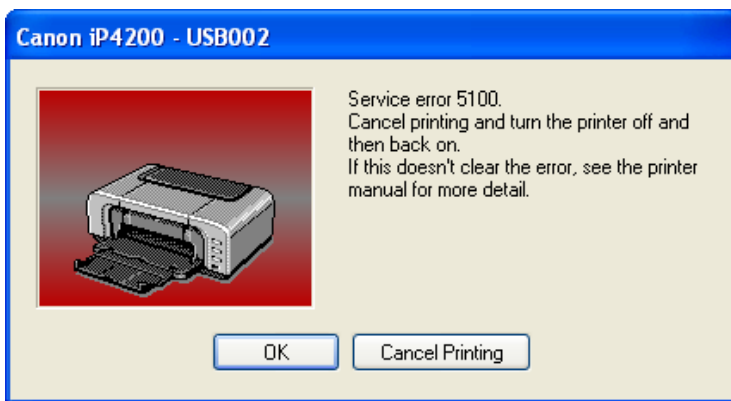 Canon iP4200 - USB002
Service error 5100.
Cancel printing and turn the printer off and
then back on.
If this doesn't clear the error, see the printer
manual for more detail.
OK
Cancel Printing